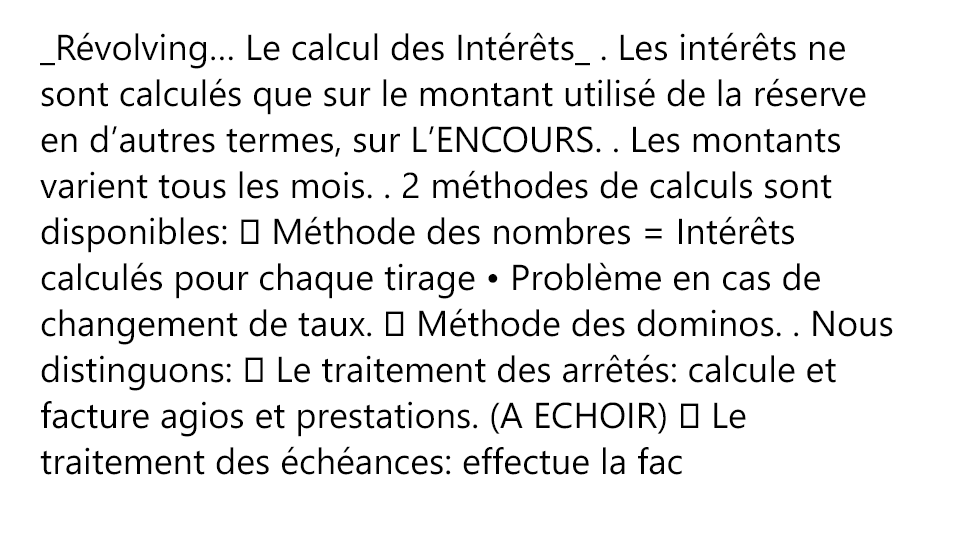 _Révolving... Le calcul des Intérêts_ . Les intérêts ne
sont calculés que sur le montant utilisé de la réserve
en d’autres termes, sur L’ENCOURS. . Les montants
varient tous les mois. . 2 méthodes de calculs sont
disponibles: ▯ Méthode des nombres = Intérêts
calculés pour chaque tirage • Problème en cas de
changement de taux. ▯ Méthode des dominos. . Nous
distinguons: ▯ Le traitement des arrêtés: calcule et
facture agios et prestations. (A ECHOIR) ▯ Le
traitement des échéances: effectue la fac